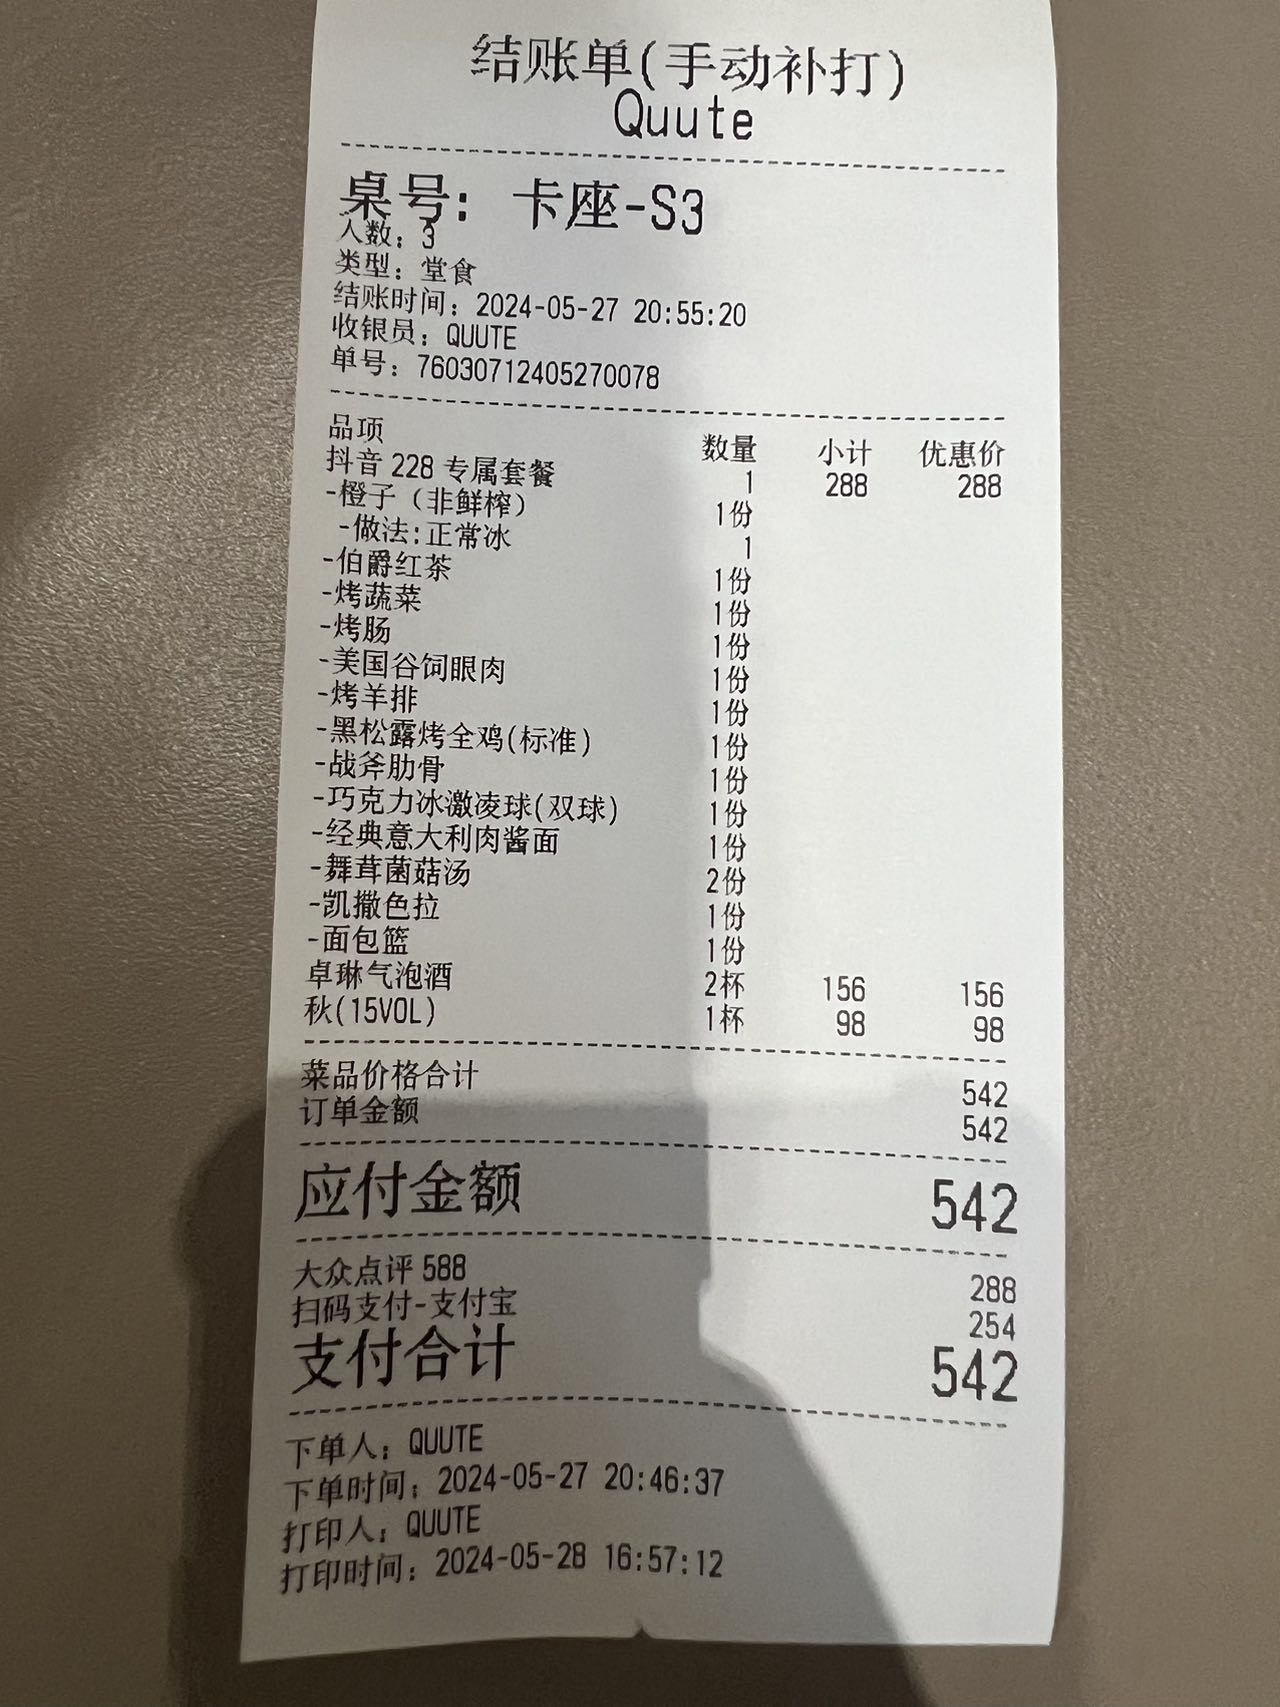 结账单(手动补打)
Quute
桌号: 卡座-S3
人数: 3
类型: 堂食
结账时间: 2024-05-27 20:55:20
收银员: QUUTE
单号: 76030712405270078
品项 数量 小计 优惠价
抖音 228 专属套餐 1 288 288
-橙子（非鲜榨） 1份
-做法:正常冰 1
-伯爵红茶 1份
-烤蔬菜 1份
-烤肠 1份
-美国谷饲眼肉 1份
-烤羊排 1份
-黑松露烤全鸡(标准) 1份
-战斧肋骨 1份
-巧克力冰激凌球(双球) 1份
-经典意大利肉酱面 1份
-舞茸菌菇汤 2份
-凯撒色拉 1份
-面包篮 1份
卓琳气泡酒 2杯 156 156
秋(15VOL) 1杯 98 98
菜品价格合计 542
订单金额 542
应付金额 542
大众点评 588 288
扫码支付-支付宝 254
支付合计 542
下单人: QUUTE
下单时间: 2024-05-27 20:46:37
打印人: QUUTE
打印时间: 2024-05-28 16:57:12